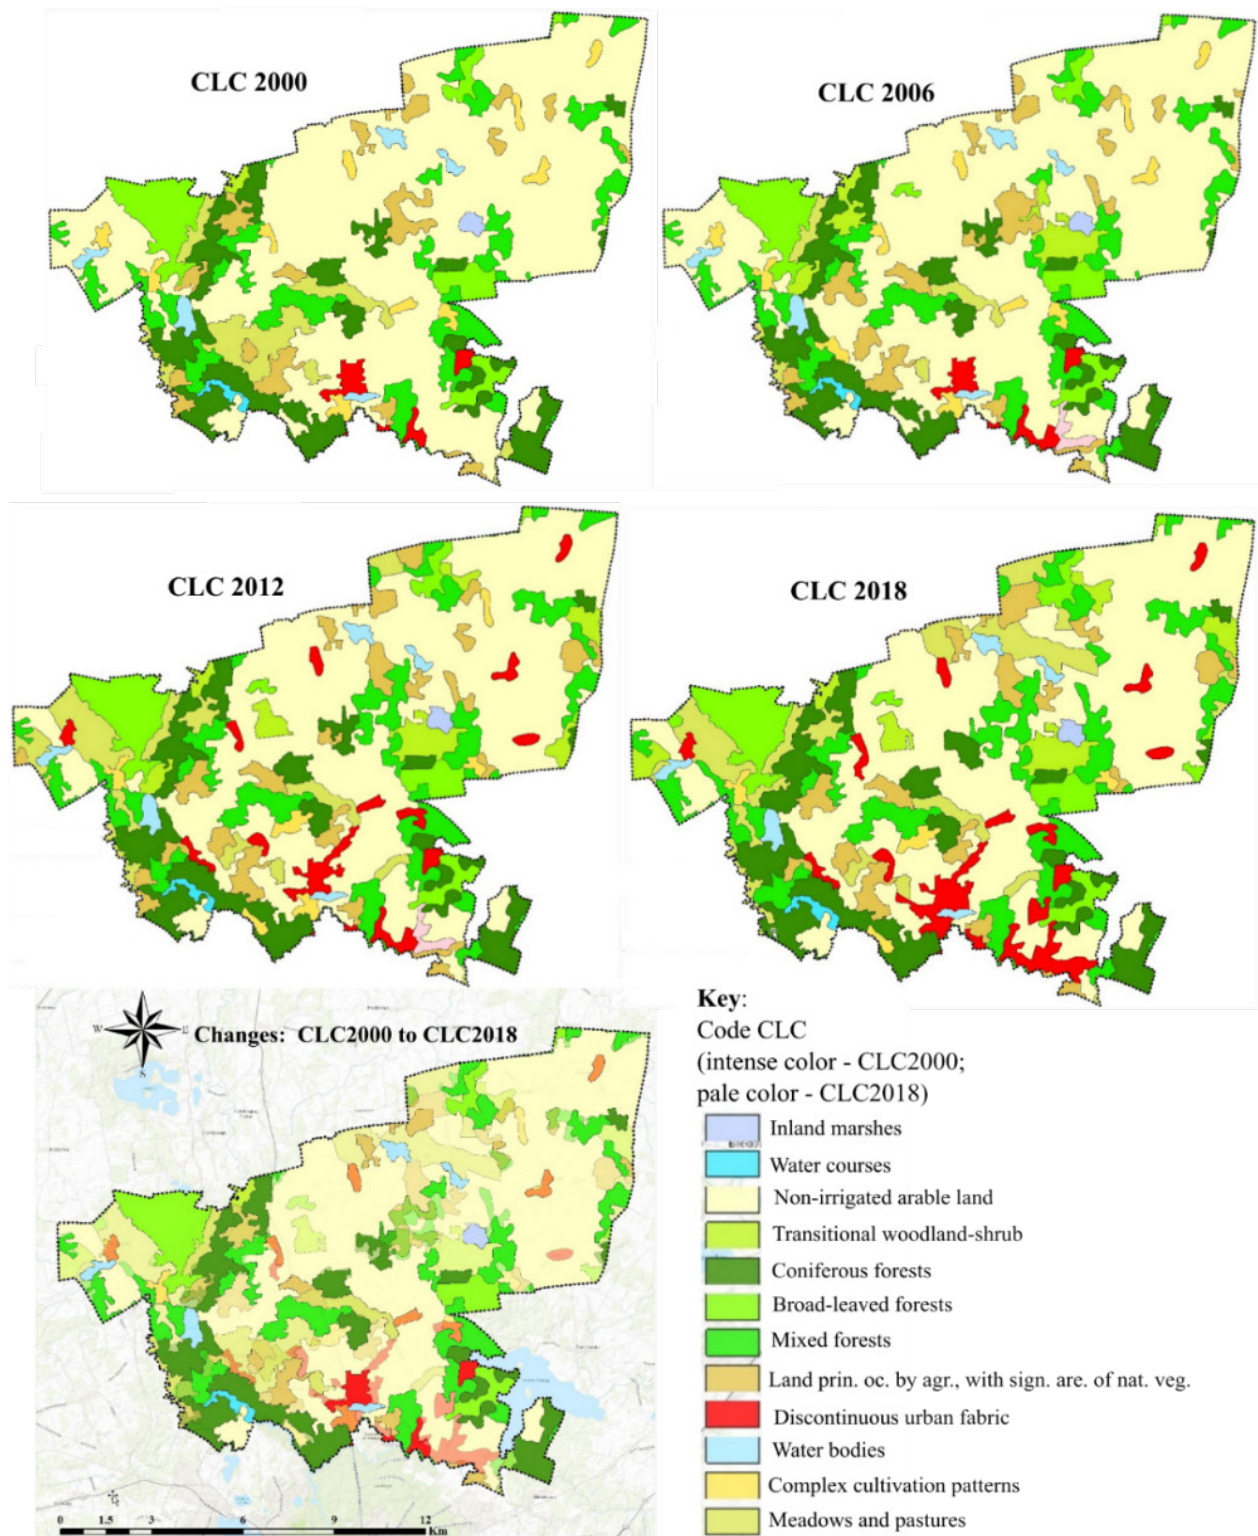 CLC 2000
CLC 2006
CLC 2012
CLC 2018
N
W
E
S
Changes: CLC2000 to CLC2018
0 1.5 3 6 9 12
Km
Key:
Code CLC
(intense color - CLC2000;
pale color - CLC2018)
Inland marshes
Water courses
Non-irrigated arable land
Transitional woodland-shrub
Coniferous forests
Broad-leaved forests
Mixed forests
Land prin. oc. by agr., with sign. are. of nat. veg.
Discontinuous urban fabric
Water bodies
Complex cultivation patterns
Meadows and pastures